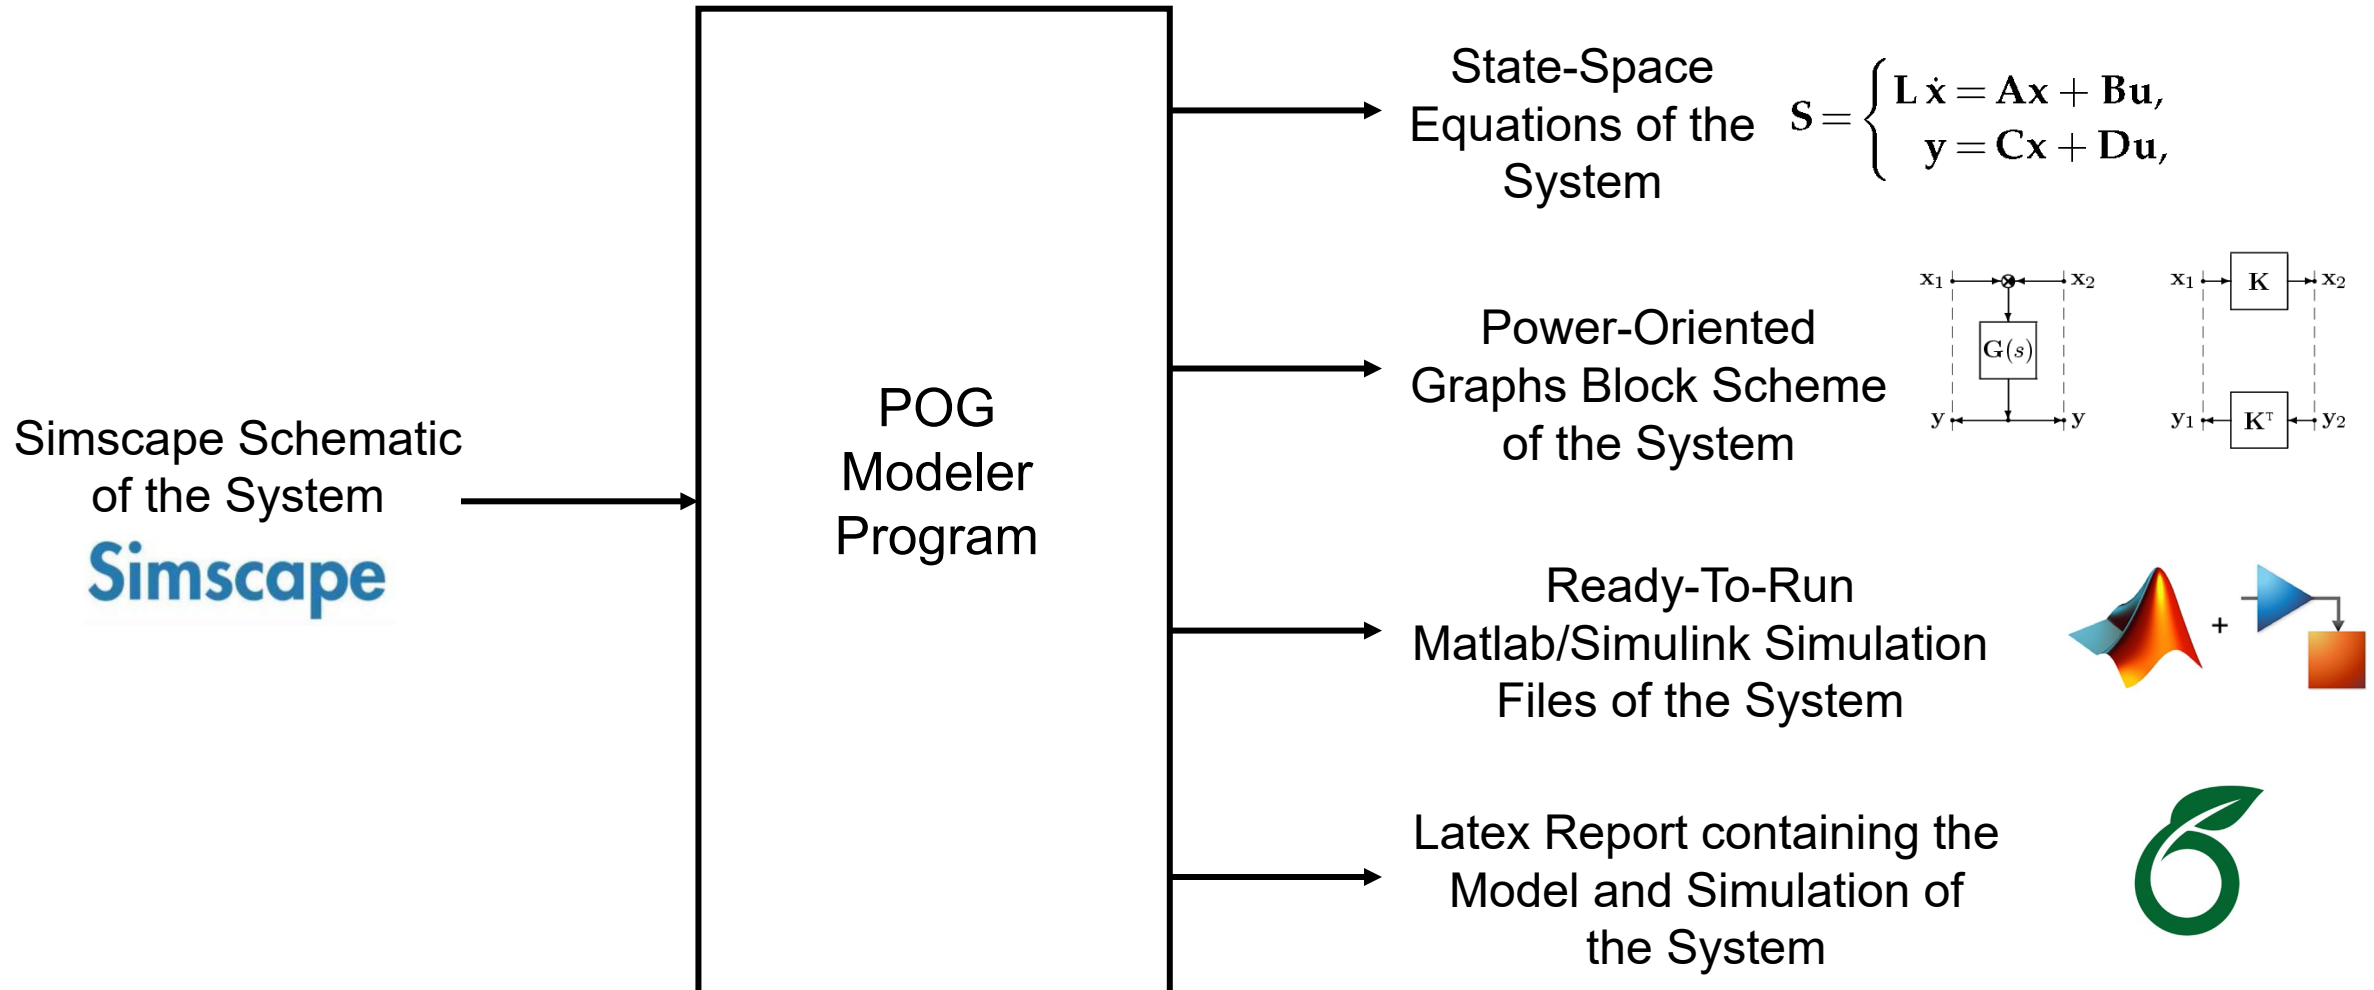 Simscape Schematic
of the System
Simscape
POG
Modeler
Program
State-Space
Equations of the
System
S = { L ẋ = Ax + Bu,
y = Cx + Du,
Power-Oriented
Graphs Block Scheme
of the System
x₁ x₂
G(s)
y y
x₁ K x₂
y₁ Kᵀ y₂
Ready-To-Run
Matlab/Simulink Simulation
Files of the System
+
Latex Report containing the
Model and Simulation of
the System